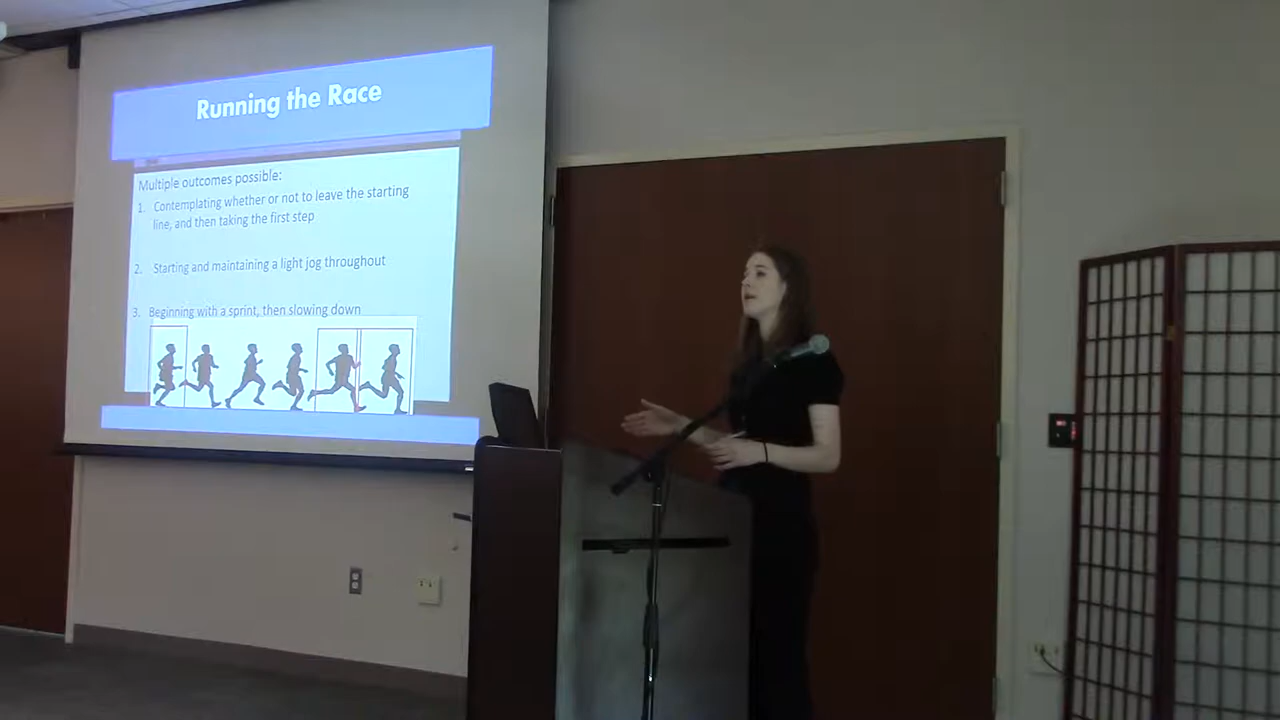 Running the Race
Multiple outcomes possible:
1. Contemplating whether or not to leave the starting
line, and then taking the first step
2. Starting and maintaining a light jog throughout
3. Beginning with a sprint, then slowing down